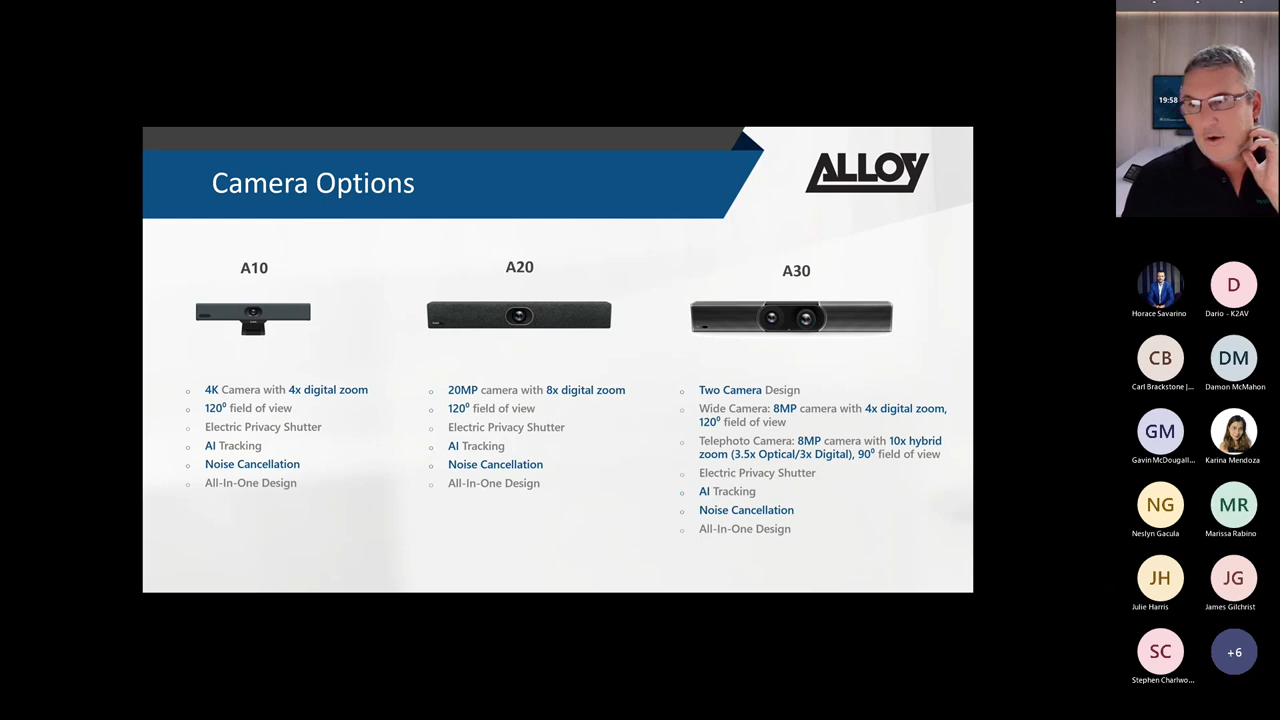 19:58
Camera Options
ALLOY
A10
4K Camera with 4x digital zoom
120⁰ field of view
Electric Privacy Shutter
AI Tracking
Noise Cancellation
All-In-One Design
A20
20MP camera with 8x digital zoom
120⁰ field of view
Electric Privacy Shutter
AI Tracking
Noise Cancellation
All-In-One Design
A30
Two Camera Design
Wide Camera: 8MP camera with 4x digital zoom,
120⁰ field of view
Telephoto Camera: 8MP camera with 10x hybrid
zoom (3.5x Optical/3x Digital), 90⁰ field of view
Electric Privacy Shutter
AI Tracking
Noise Cancellation
All-In-One Design
Horace Savarino
D
Dario - K2AV
CB
Carl Brackstone |...
DM
Damon McMahon
GM
Gavin McDougall...
Karina Mendoza
NG
Neslyn Gacula
MR
Marissa Rabino
JH
Julie Harris
JG
James Gilchrist
SC
Stephen Charlwo...
+6